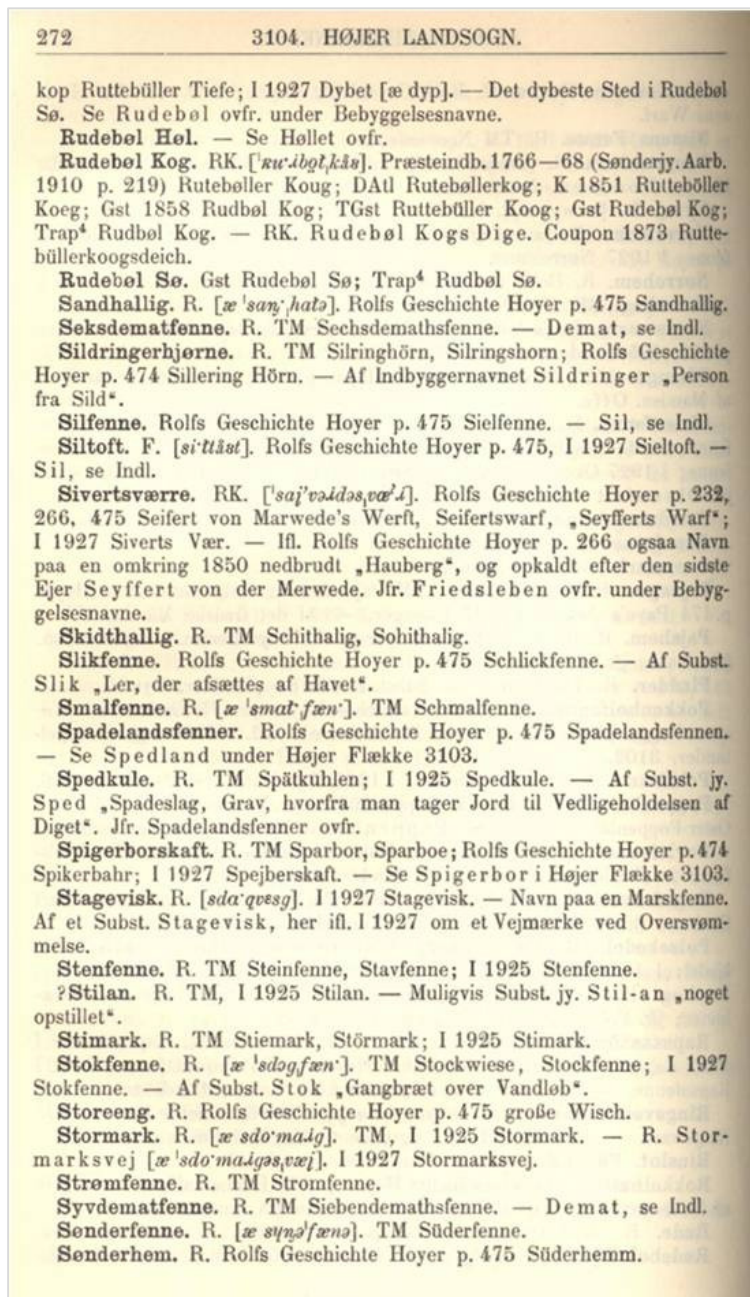 272 3104. HØJER LANDSOGN.
kop Ruttebüller Tiefe; I 1927 Dybet [æ dyp]. — Det dybeste Sted i Rudebøl
Sø. Se Rudebøl ovfr. under Bebyggelsesnavne.
Rudebøl Høl. — Se Høllet ovfr.
Rudebøl Kog. RK. Præsteindb. 1766—68 (Sønderjy. Aarb.
1910 p. 219) Rutebøller Koug; DAtl Rutebøllerkog; K 1851 Rutteböller
Koeg; Gst 1858 Rudbøl Kog; TGst Ruttebüller Koog; Gst Rudebøl Kog;
Trap⁴ Rudbøl Kog. — RK. Rudebøl Kogs Dige. Coupon 1873 Rutte-
büllerkoogsdeich.
Rudebøl Sø. Gst Rudebøl Sø; Trap⁴ Rudbøl Sø.
Sandhallig. R. Rolfs Geschichte Hoyer p. 475 Sandhallig.
Seksdematfenne. R. TM Sechsdemathsfenne. — Demat, se Indl.
Sildringerhjørne. R. TM Silringhörn, Silringshorn; Rolfs Geschichte
Hoyer p. 474 Sillering Hörn. — Af Indbyggernavnet Sildringer „Person
fra Sild“.
Silfenne. Rolfs Geschichte Hoyer p. 475 Sielfenne. — Sil, se Indl.
Siltoft. F. Rolfs Geschichte Hoyer p. 475, I 1927 Sieltoft. —
Sil, se Indl.
Sivertsværre. RK. Rolfs Geschichte Hoyer p. 232,
266, 475 Seifert von Marwede's Werft, Seifertswarf, „Seyfferts Warf“;
I 1927 Siverts Vær. — Ifl. Rolfs Geschichte Hoyer p. 266 ogsaa Navn
paa en omkring 1850 nedbrudt „Hauberg“, og opkaldt efter den sidste
Ejer Seyffert von der Merwede. Jfr. Friedsleben ovfr. under Bebyg-
gelsesnavne.
Skidthallig. R. TM Schithalig, Sohithalig.
Slikfenne. Rolfs Geschichte Hoyer p. 475 Schlickfenne. — Af Subst.
Slik „Ler, der afsættes af Havet“.
Smalfenne. R. TM Schmalfenne.
Spadelandsfenner. Rolfs Geschichte Hoyer p. 475 Spadelandsfennen.
— Se Spedland under Højer Flække 3103.
Spedkule. R. TM Spätkuhlen; I 1925 Spedkule. — Af Subst. jy.
Sped „Spadeslag, Grav, hvorfra man tager Jord til Vedligeholdelsen af
Diget“. Jfr. Spadelandsfenner ovfr.
Spigerborskaft. R. TM Sparbor, Sparboe; Rolfs Geschichte Hoyer p. 474
Spikerbahr; I 1927 Spejberskaft. — Se Spigerbor i Højer Flække 3103.
Stagevisk. R. I 1927 Stagevisk. — Navn paa en Marskfenne.
Af et Subst. Stagevisk, her ifl. I 1927 om et Vejmærke ved Oversvøm-
melse.
Stenfenne. R. TM Steinfenne, Stavfenne; I 1925 Stenfenne.
?Stilan. R. TM, I 1925 Stilan. — Muligvis Subst. jy. Stil-an „noget
opstillet“.
Stimark. R. TM Stiemark, Störmark; I 1925 Stimark.
Stokfenne. R. TM Stockwiese, Stockfenne; I 1927
Stokfenne. — Af Subst. Stok „Gangbræt over Vandløb“.
Storeeng. R. Rolfs Geschichte Hoyer p. 475 große Wisch.
Stormark. R. TM, I 1925 Stormark. — R. Stor-
marksvej I 1927 Stormarksvej.
Strømfenne. R. TM Stromfenne.
Syvdematfenne. R. TM Siebendemathsfenne. — Demat, se Indl.
Sønderfenne. R. TM Süderfenne.
Sønderhem. R. Rolfs Geschichte Hoyer p. 475 Süderhemm.